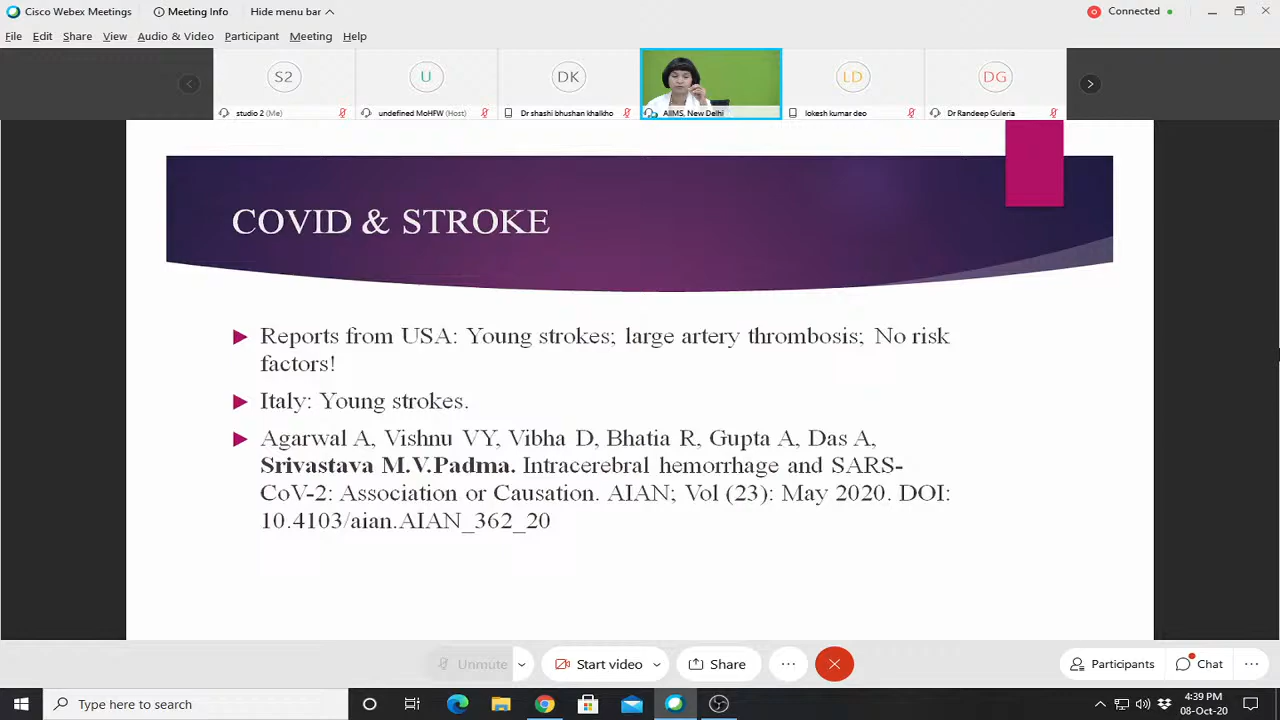 Cisco Webex Meetings
Meeting Info
Hide menu bar
Connected
File Edit Share View Audio & Video Participant Meeting Help
S2 U DK LD DG
studio 2 (Me) undefined MoHFW (Host) Dr shashi bhushan khalkho AIIMS, New Delhi lokesh kumar deo Dr Randeep Guleria
COVID & STROKE
Reports from USA: Young strokes; large artery thrombosis; No risk
factors!
Italy: Young strokes.
Agarwal A, Vishnu VY, Vibha D, Bhatia R, Gupta A, Das A,
Srivastava M.V.Padma. Intracerebral hemorrhage and SARS-
CoV-2: Association or Causation. AIAN; Vol (23): May 2020. DOI:
10.4103/aian.AIAN_362_20
Unmute Start video Share Participants Chat
Type here to search
4:39 PM
08-Oct-20